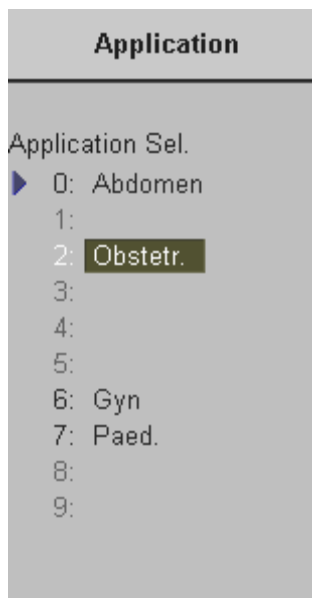 Application
Application Sel.
0: Abdomen
1:
2: Obstetr.
3:
4:
5:
6: Gyn
7: Paed.
8:
9: